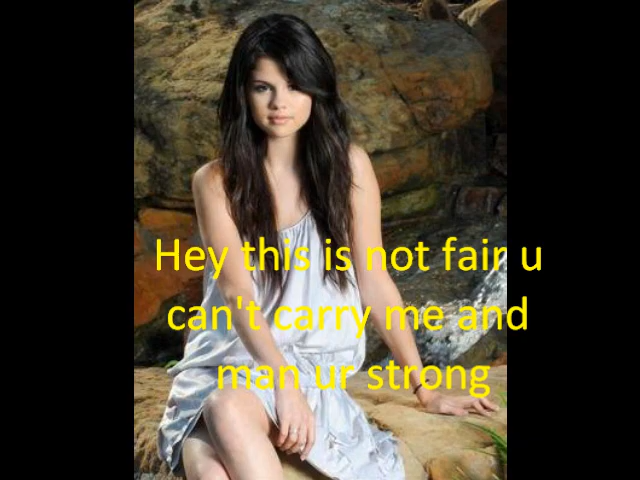 Hey this is not fair u
can't carry me and
man ur strong